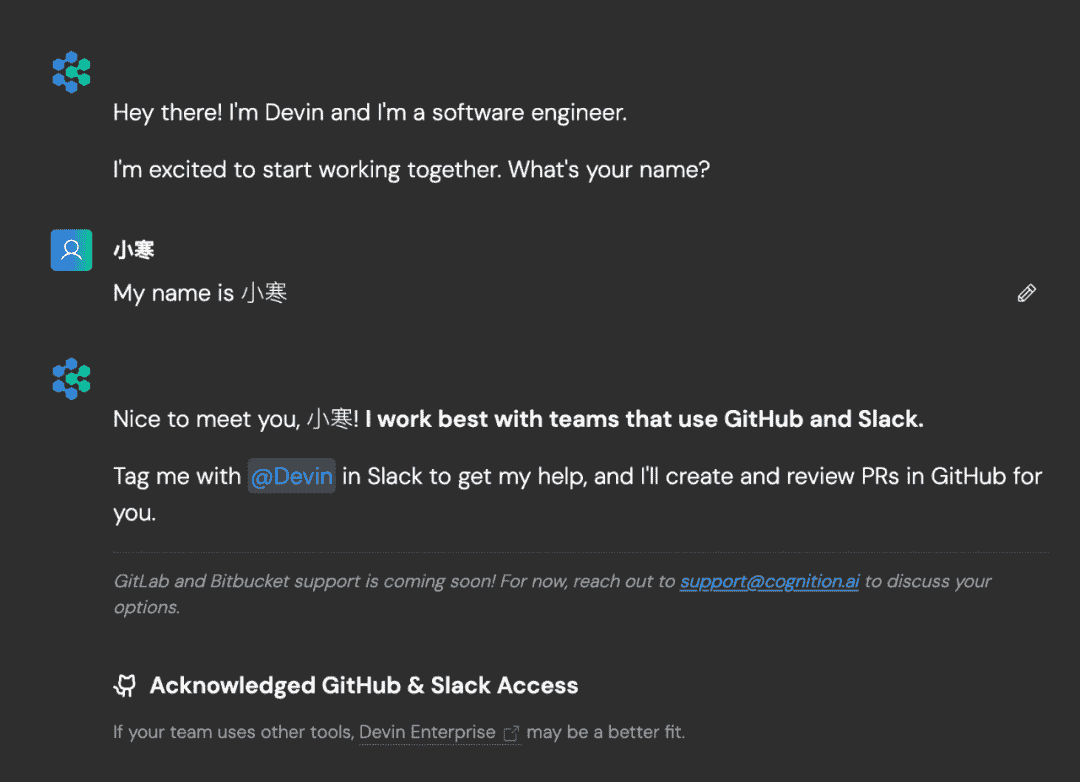 Hey there! I'm Devin and I'm a software engineer.
I'm excited to start working together. What's your name?
小寒
My name is 小寒
Nice to meet you, 小寒! I work best with teams that use GitHub and Slack.
Tag me with @Devin in Slack to get my help, and I'll create and review PRs in GitHub for
you.
GitLab and Bitbucket support is coming soon! For now, reach out to support@cognition.ai to discuss your
options.
Acknowledged GitHub & Slack Access
If your team uses other tools, Devin Enterprise may be a better fit.